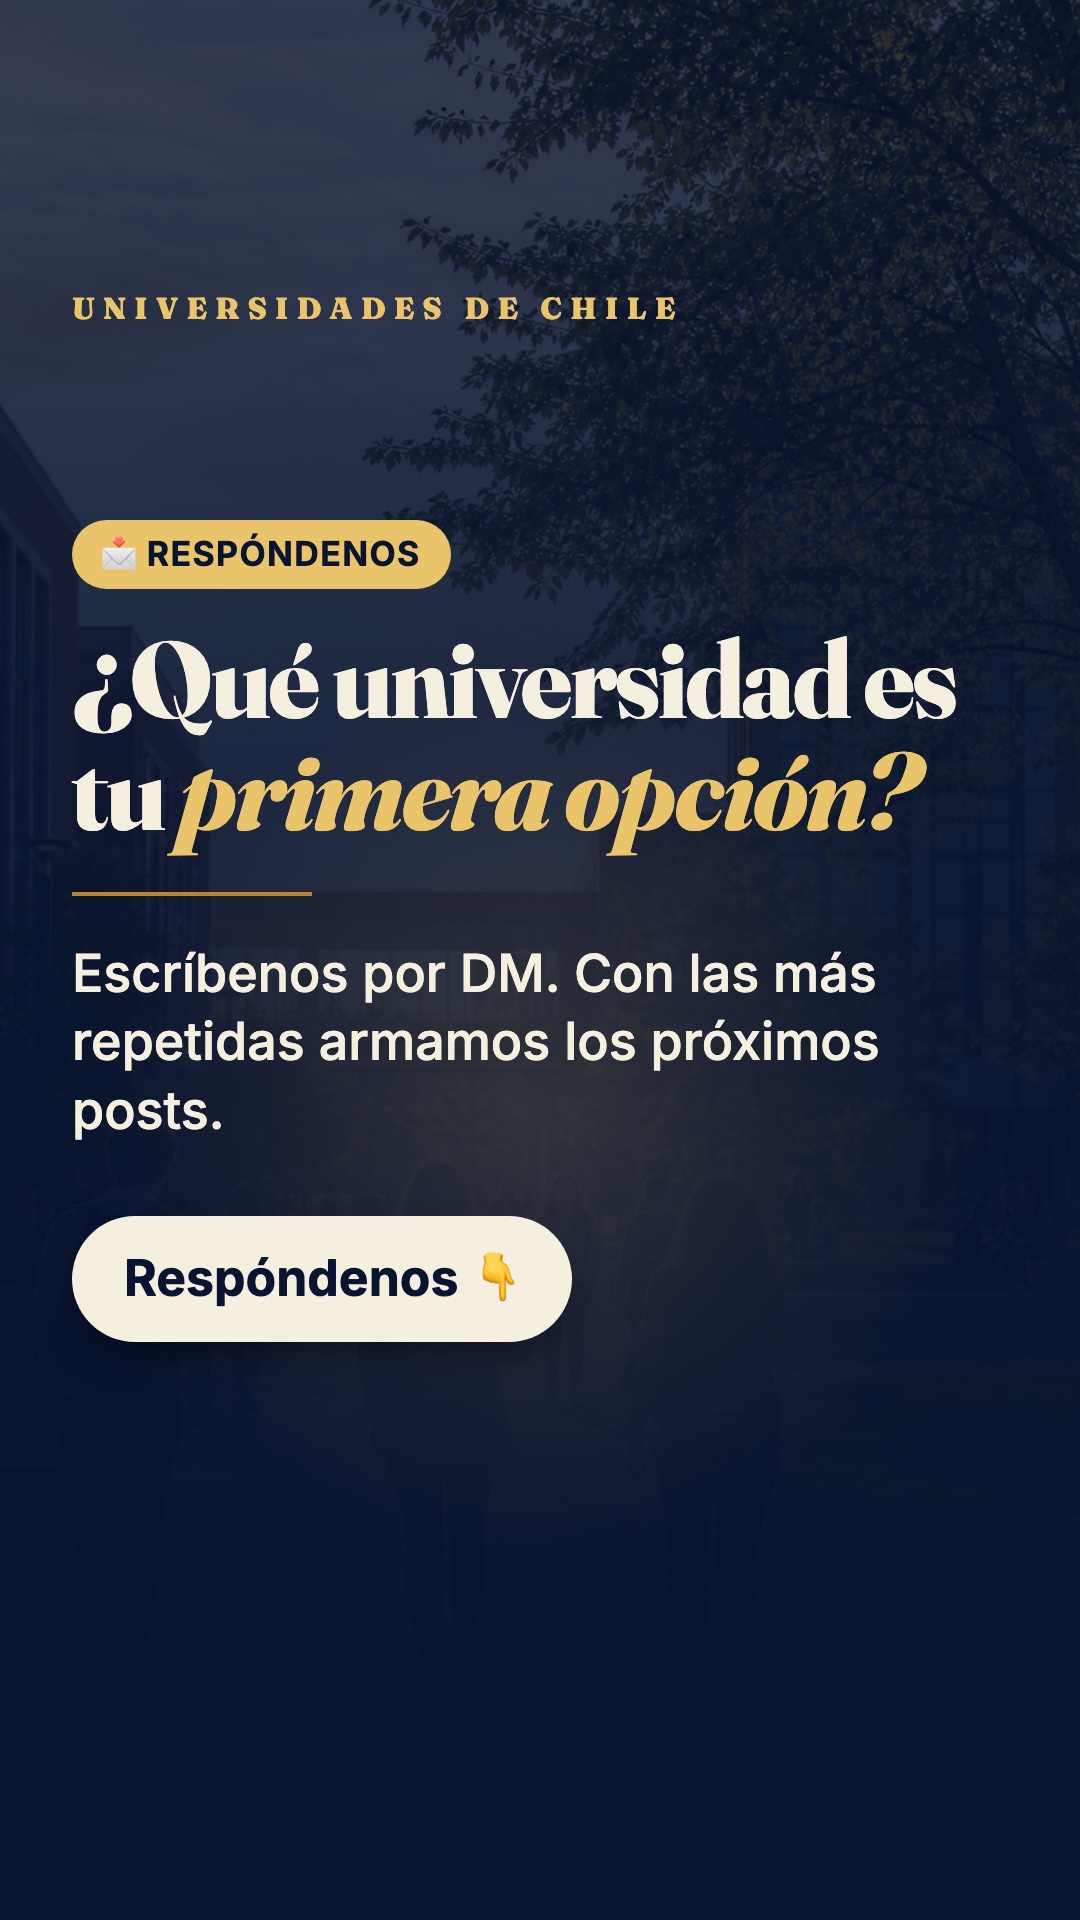 UNIVERSIDADES DE CHILE
📩 RESPÓNDENOS
¿Qué universidad es
tu primera opción?
Escríbenos por DM. Con las más
repetidas armamos los próximos
posts.
Respóndenos 👇